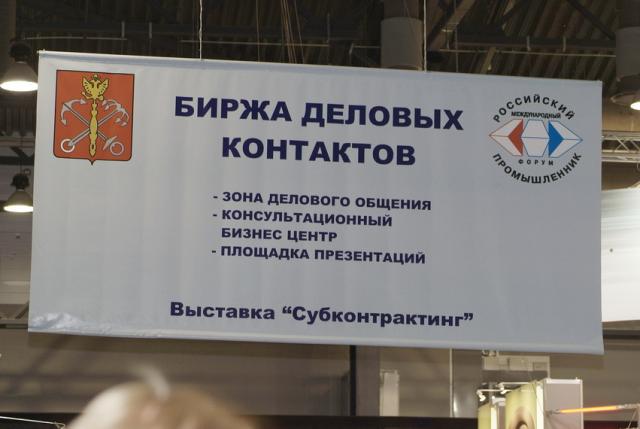 БИРЖА ДЕЛОВЫХ
КОНТАКТОВ
РОССИЙСКИЙ
МЕЖДУНАРОДНЫЙ
ФОРУМ
ПРОМЫШЛЕННИК
- ЗОНА ДЕЛОВОГО ОБЩЕНИЯ
- КОНСУЛЬТАЦИОННЫЙ
БИЗНЕС ЦЕНТР
- ПЛОЩАДКА ПРЕЗЕНТАЦИЙ
Выставка “Субконтрактинг”